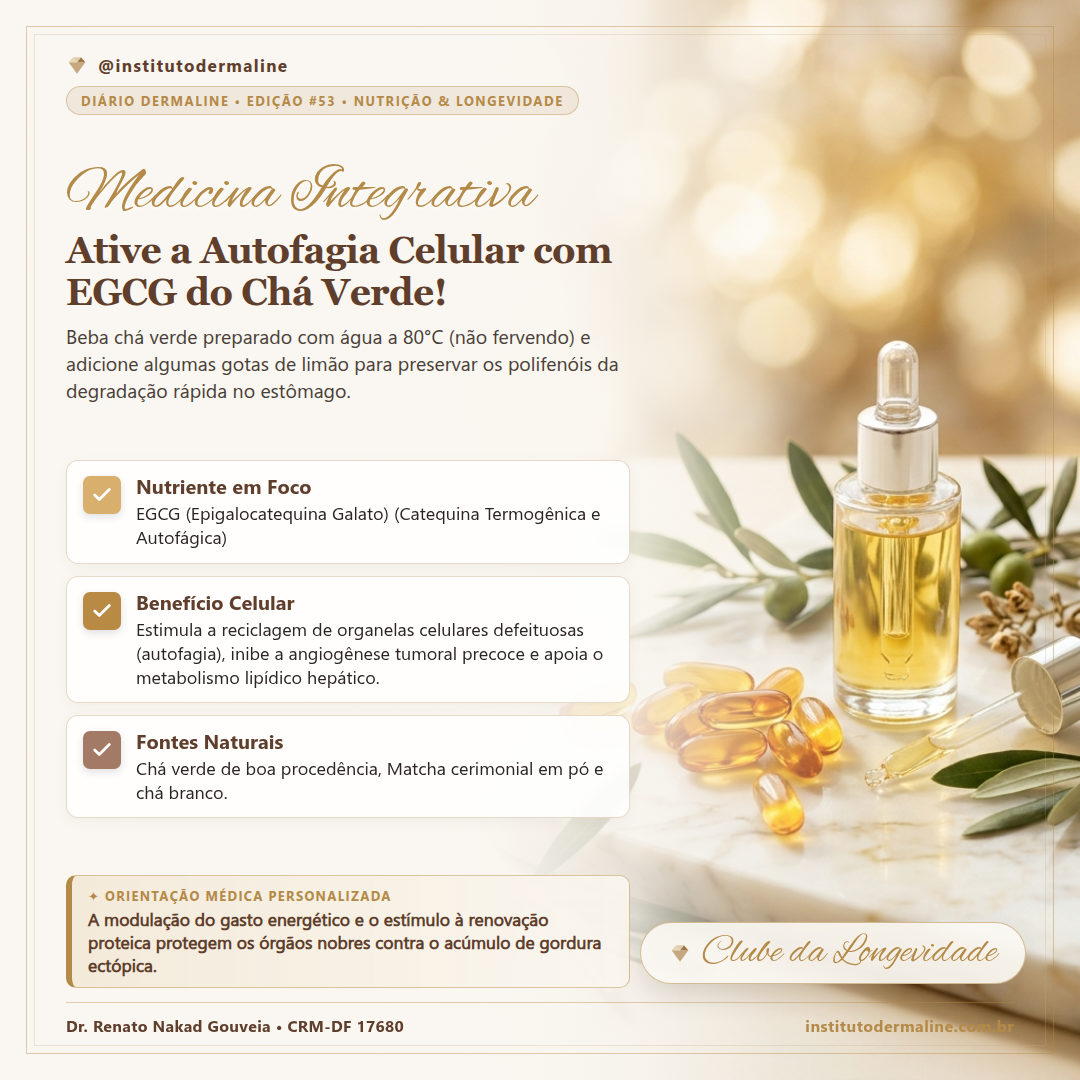 @institutodermaline
DIÁRIO DERMALINE • EDIÇÃO #53 • NUTRIÇÃO & LONGEVIDADE
Medicina Integrativa
Ative a Autofagia Celular com
EGCG do Chá Verde!
Beba chá verde preparado com água a 80°C (não fervendo) e
adicione algumas gotas de limão para preservar os polifenóis da
degradação rápida no estômago.
Nutriente em Foco
EGCG (Epigalocatequina Galato) (Catequina Termogênica e
Autofágica)
Benefício Celular
Estimula a reciclagem de organelas celulares defeituosas
(autofagia), inibe a angiogênese tumoral precoce e apoia o
metabolismo lipídico hepático.
Fontes Naturais
Chá verde de boa procedência, Matcha cerimonial em pó e
chá branco.
✦ ORIENTAÇÃO MÉDICA PERSONALIZADA
A modulação do gasto energético e o estímulo à renovação
proteica protegem os órgãos nobres contra o acúmulo de gordura
ectópica.
Clube da Longevidade
Dr. Renato Nakad Gouveia • CRM-DF 17680
institutodermaline.com.br